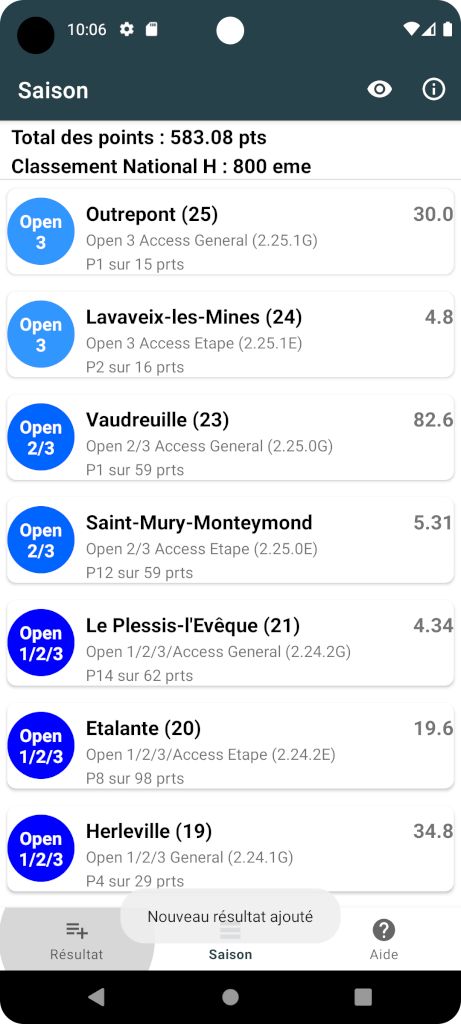 10:06
Saison
Total des points : 583.08 pts
Classement National H : 800 eme
Open 3
Outrepont (25)
30.0
Open 3 Access General (2.25.1G)
P1 sur 15 prts
Open 3
Lavaveix-les-Mines (24)
4.8
Open 3 Access Etape (2.25.1E)
P2 sur 16 prts
Open 2/3
Vaudreuille (23)
82.6
Open 2/3 Access General (2.25.0G)
P1 sur 59 prts
Open 2/3
Saint-Mury-Monteymond
5.31
Open 2/3 Access Etape (2.25.0E)
P12 sur 59 prts
Open 1/2/3
Le Plessis-l'Evêque (21)
4.34
Open 1/2/3/Access General (2.24.2G)
P14 sur 62 prts
Open 1/2/3
Etalante (20)
19.6
Open 1/2/3/Access Etape (2.24.2E)
P8 sur 98 prts
Open 1/2/3
Herleville (19)
34.8
Open 1/2/3 General (2.24.1G)
P4 sur 29 prts
Nouveau résultat ajouté
Résultat
Saison
Aide